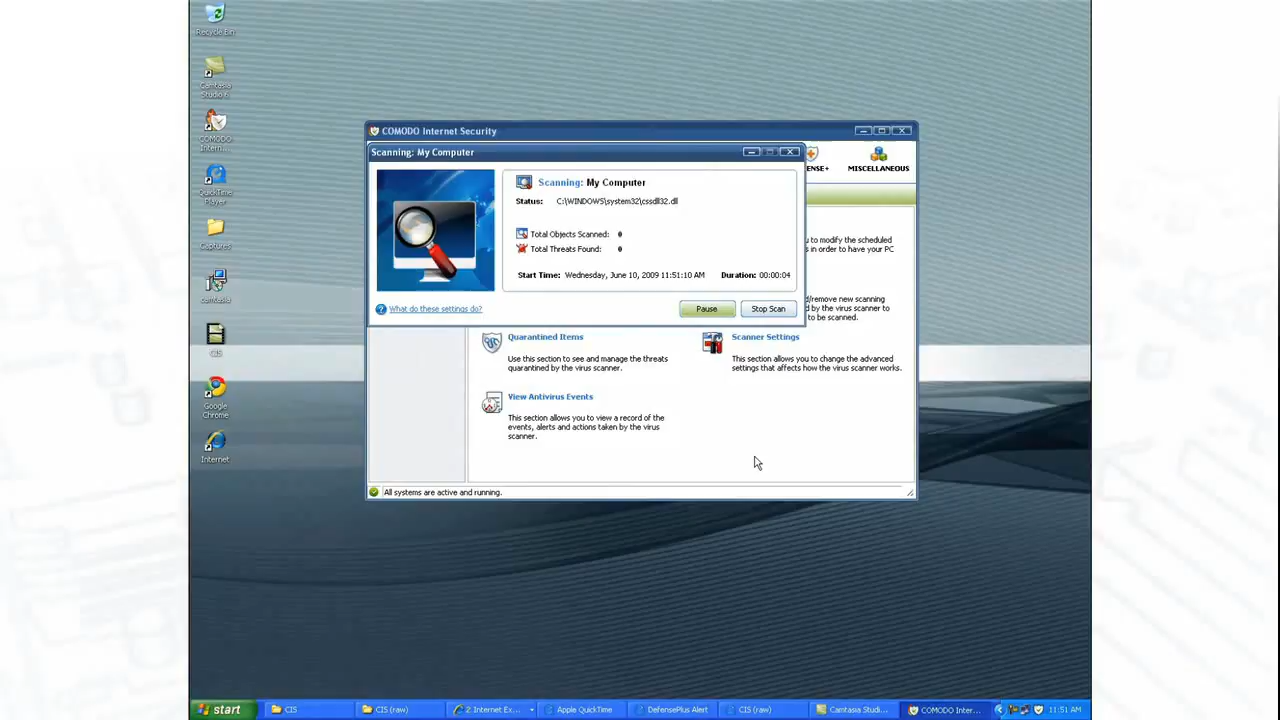 Recycle Bin
Camtasia
Studio 6
COMODO
Intern...
QuickTime
Player
Captures
camtasia
CIS
Google
Chrome
Internet
COMODO Internet Security
Scanning: My Computer
ENSE+
MISCELLANEOUS
Scanning: My Computer
Status: C:\WINDOWS\system32\cssdll32.dll
Total Objects Scanned: 0
Total Threats Found: 0
Start Time: Wednesday, June 10, 2009 11:51:10 AM Duration: 00:00:04
What do these settings do?
Pause
Stop Scan
u to modify the scheduled
s in order to have your PC
d/remove new scanning
d by the virus scanner to
to be scanned.
Quarantined Items
Use this section to see and manage the threats
quarantined by the virus scanner.
Scanner Settings
This section allows you to change the advanced
settings that affects how the virus scanner works.
View Antivirus Events
This section allows you to view a record of the
events, alerts and actions taken by the virus
scanner.
All systems are active and running.
start
CIS
CIS (raw)
2 Internet Ex...
Apple QuickTime
DefensePlus Alert
CIS (raw)
Camtasia Studi...
COMODO Inter...
11:51 AM